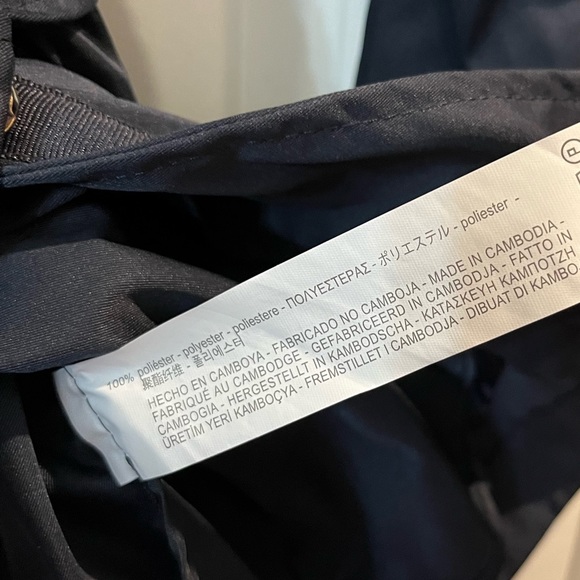 100% poliéster - polyester - poliestere - ΠΟΛΥΕΣΤΕΡΑΣ - ポリエステル - poliester -
聚酯纤维 - 폴리에스터
HECHO EN CAMBOYA - FABRICADO NO CAMBOJA - MADE IN CAMBODIA -
FABRIQUÉ AU CAMBODGE - GEFABRICEERD IN CAMBODJA - FATTO IN
CAMBOGIA - HERGESTELLT IN KAMBODSCHA - ΚΑΤΑΣΚΕΥΗ ΚΑΜΠΟΤΖΗ
ÜRETİM YERİ KAMBOÇYA - FREMSTILLET I CAMBODJA - DIBUAT DI KAMBO
P